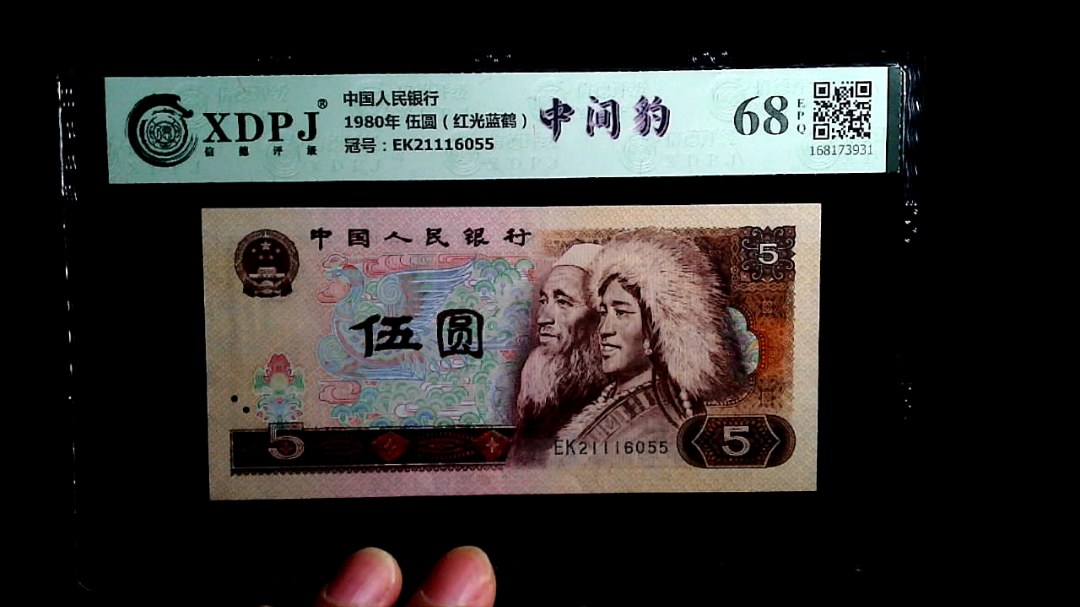 XDPJ®
信德评级
中国人民银行
1980年 伍圆（红光蓝鹤）
冠号：EK21116055
中间豹
68
EPQ
168173931
中国人民银行
5
伍圆
5
EK21116055
5